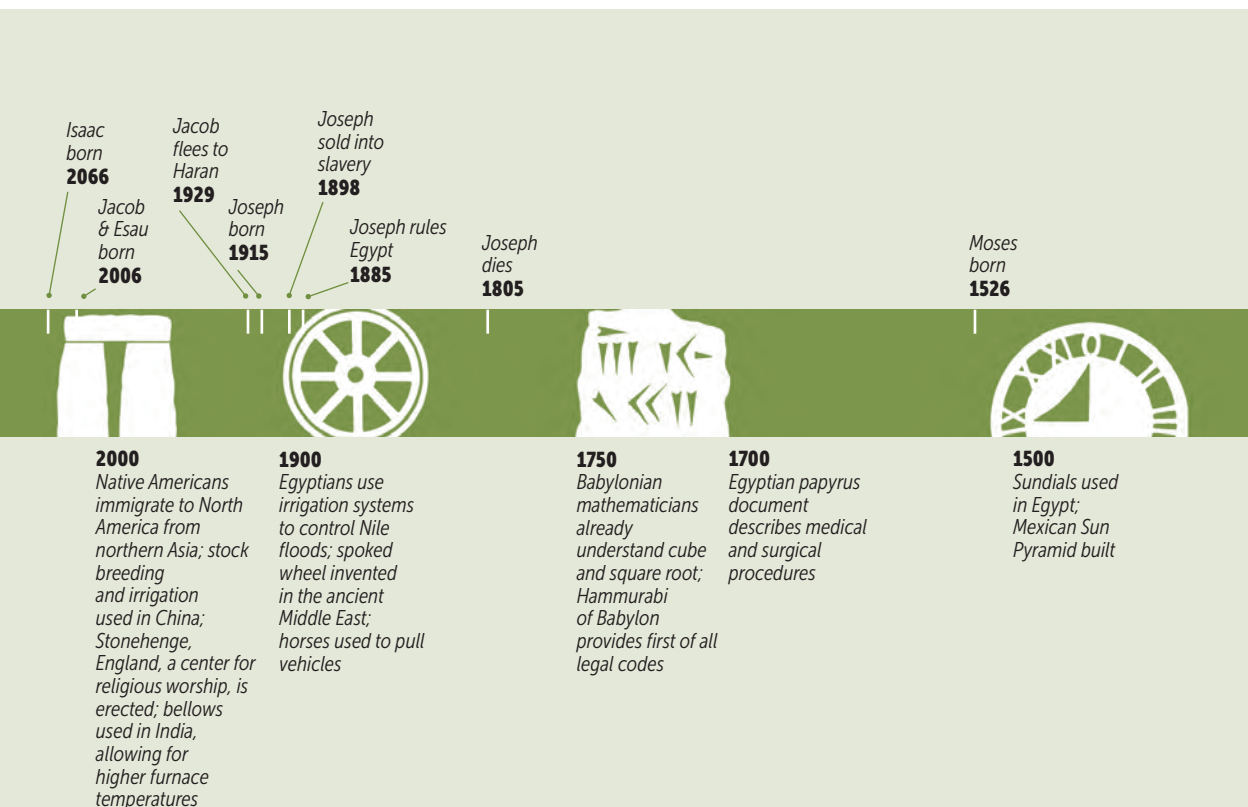 Isaac
born
2066
Jacob
& Esau
born
2006
Jacob
flees to
Haran
1929
Joseph
born
1915
Joseph
sold into
slavery
1898
Joseph rules
Egypt
1885
Joseph
dies
1805
Moses
born
1526
2000
Native Americans
immigrate to North
America from
northern Asia; stock
breeding
and irrigation
used in China;
Stonehenge,
England, a center for
religious worship, is
erected; bellows
used in India,
allowing for
higher furnace
temperatures
1900
Egyptians use
irrigation systems
to control Nile
floods; spoked
wheel invented
in the ancient
Middle East;
horses used to pull
vehicles
1750
Babylonian
mathematicians
already
understand cube
and square root;
Hammurabi
of Babylon
provides first of all
legal codes
1700
Egyptian papyrus
document
describes medical
and surgical
procedures
1500
Sundials used
in Egypt;
Mexican Sun
Pyramid built